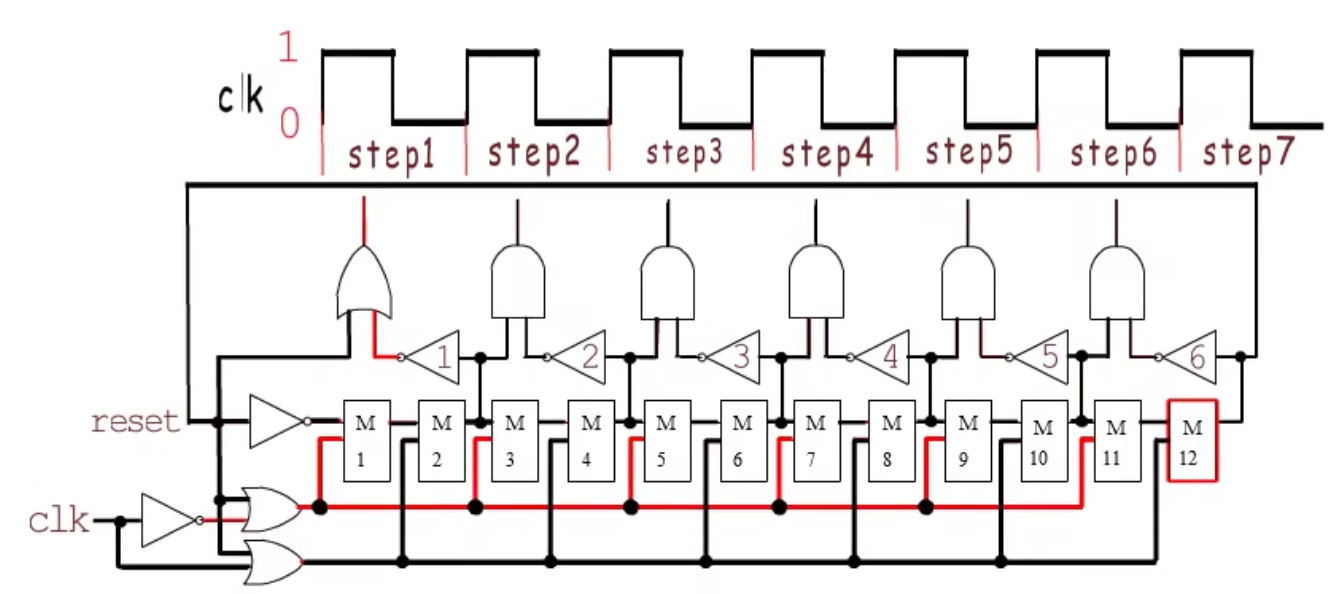 1
clk
0
step1 step2 step3 step4 step5 step6 step7
1 2 3 4 5 6
reset
M M M M M M M M M M M M
1 2 3 4 5 6 7 8 9 10 11 12
clk